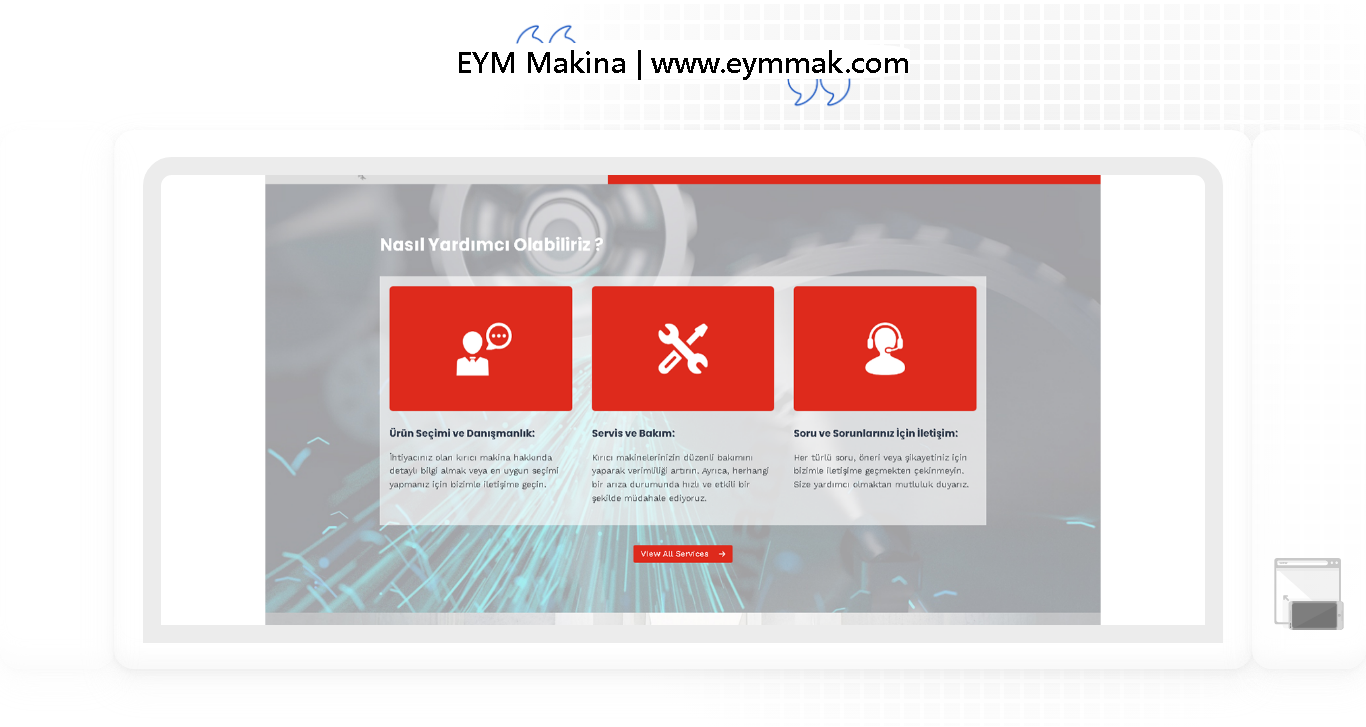 EYM Makina | www.eymmak.com
Nasıl Yardımcı Olabiliriz ?
Ürün Seçimi ve Danışmanlık:
İhtiyacınız olan kırıcı makina hakkında
detaylı bilgi almak veya en uygun seçimi
yapmanız için bizimle iletişime geçin.
Servis ve Bakım:
Kırıcı makinelerinizin düzenli bakımını
yaparak verimliliği artırın. Ayrıca, herhangi
bir arıza durumunda hızlı ve etkili bir
şekilde müdahale ediyoruz.
Soru ve Sorunlarınız İçin İletişim:
Her türlü soru, öneri veya şikayetiniz için
bizimle iletişime geçmekten çekinmeyin.
Size yardımcı olmaktan mutluluk duyarız.
View All Services